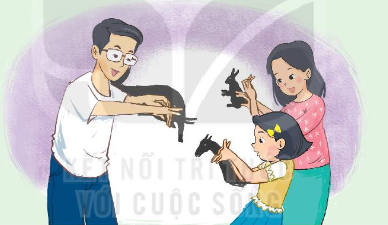 KẾT NỐI TRI THỨC
VỚI CUỘC SỐNG